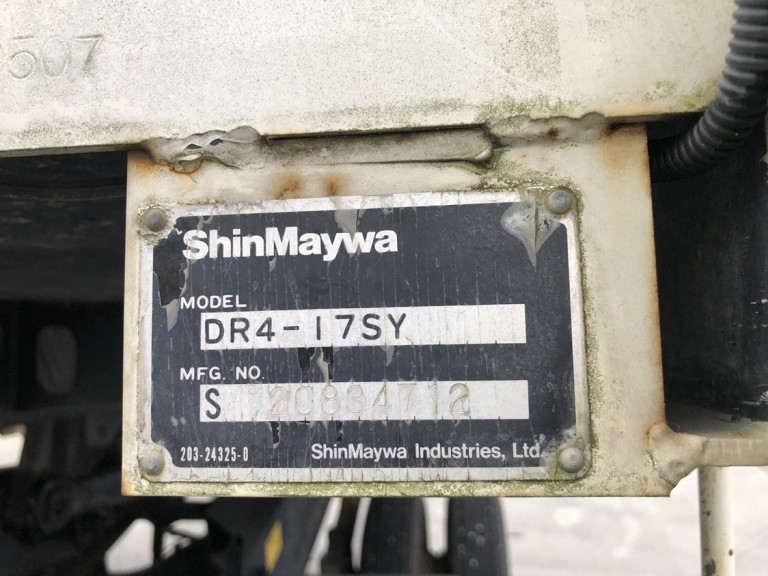 507
ShinMaywa
MODEL
DR4-17SY
MFG. NO.
S
203-24325-0
ShinMaywa Industries, Ltd.